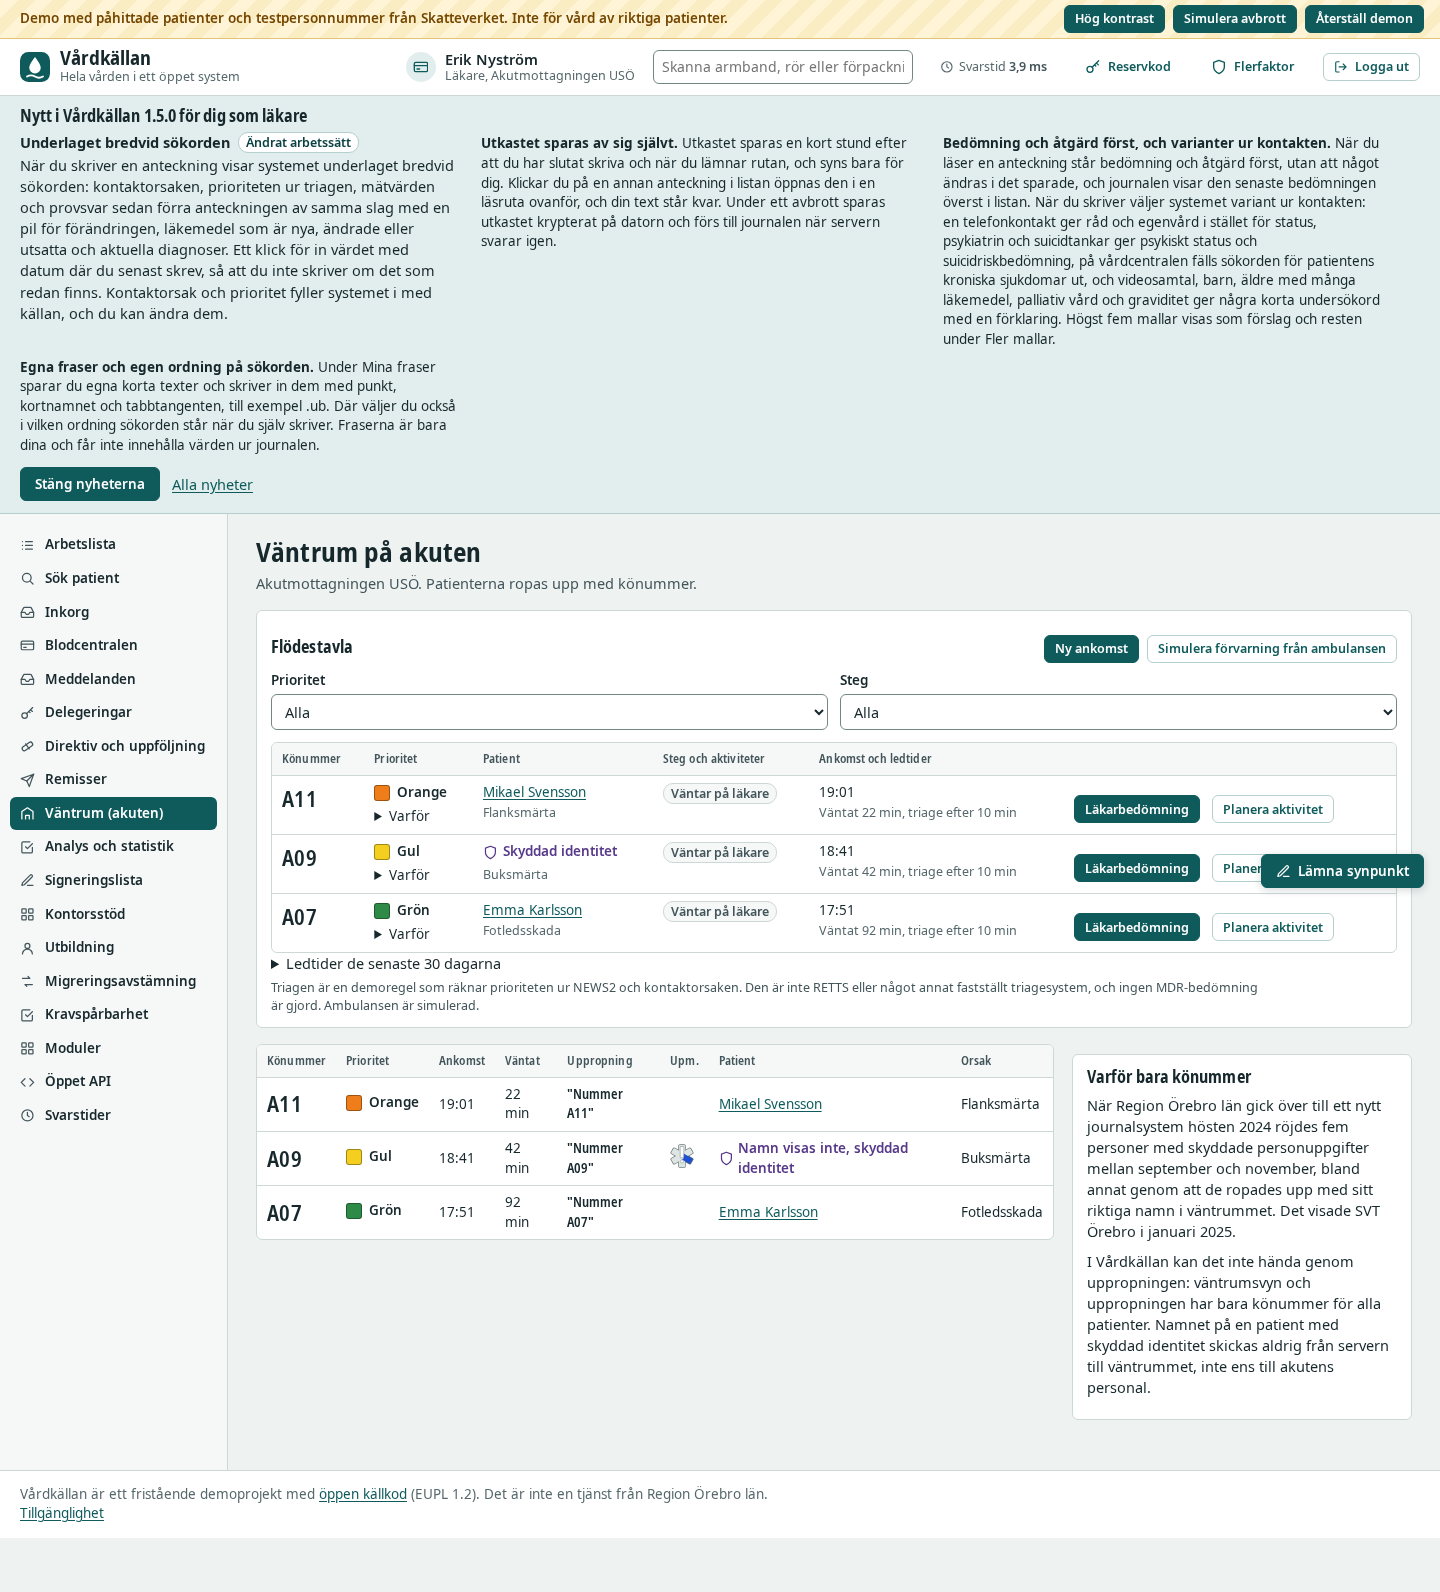 Demo med påhittade patienter och testpersonnummer från Skatteverket. Inte för vård av riktiga patienter.
Hög kontrast
Simulera avbrott
Återställ demon
Vårdkällan
Hela vården i ett öppet system
Erik Nyström
Läkare, Akutmottagningen USÖ
Skanna armband, rör eller förpackni
Svarstid 3,9 ms
Reservkod
Flerfaktor
Logga ut
Nytt i Vårdkällan 1.5.0 för dig som läkare
Underlaget bredvid sökorden Ändrat arbetssätt
När du skriver en anteckning visar systemet underlaget bredvid
sökorden: kontaktorsaken, prioriteten ur triagen, mätvärden
och provsvar sedan förra anteckningen av samma slag med en
pil för förändringen, läkemedel som är nya, ändrade eller
utsatta och aktuella diagnoser. Ett klick för in värdet med
datum där du senast skrev, så att du inte skriver om det som
redan finns. Kontaktorsak och prioritet fyller systemet i med
källan, och du kan ändra dem.
Utkastet sparas av sig självt. Utkastet sparas en kort stund efter
att du har slutat skriva och när du lämnar rutan, och syns bara för
dig. Klickar du på en annan anteckning i listan öppnas den i en
läsruta ovanför, och din text står kvar. Under ett avbrott sparas
utkastet krypterat på datorn och förs till journalen när servern
svarar igen.
Bedömning och åtgärd först, och varianter ur kontakten. När du
läser en anteckning står bedömning och åtgärd först, utan att något
ändras i det sparade, och journalen visar den senaste bedömningen
överst i listan. När du skriver väljer systemet variant ur kontakten:
en telefonkontakt ger råd och egenvård i stället för status,
psykiatrin och suicidtankar ger psykiskt status och
suicidriskbedömning, på vårdcentralen fälls sökorden för patientens
kroniska sjukdomar ut, och videosamtal, barn, äldre med många
läkemedel, palliativ vård och graviditet ger några korta undersökord
med en förklaring. Högst fem mallar visas som förslag och resten
under Fler mallar.
Egna fraser och egen ordning på sökorden. Under Mina fraser
sparar du egna korta texter och skriver in dem med punkt,
kortnamnet och tabbtangenten, till exempel .ub. Där väljer du också
i vilken ordning sökorden står när du själv skriver. Fraserna är bara
dina och får inte innehålla värden ur journalen.
Stäng nyheterna
Alla nyheter
Arbetslista
Sök patient
Inkorg
Blodcentralen
Meddelanden
Delegeringar
Direktiv och uppföljning
Remisser
Väntrum (akuten)
Analys och statistik
Signeringslista
Kontorsstöd
Utbildning
Migreringsavstämning
Kravspårbarhet
Moduler
Öppet API
Svarstider
Väntrum på akuten
Akutmottagningen USÖ. Patienterna ropas upp med könummer.
Flödestavla
Ny ankomst
Simulera förvarning från ambulansen
Prioritet
Steg
Alla
Alla
Könummer Prioritet Patient Steg och aktiviteter Ankomst och ledtider
A11 Orange Mikael Svensson Väntar på läkare 19:01
Varför Flanksmärta Väntat 22 min, triage efter 10 min
Läkarbedömning Planera aktivitet
A09 Gul Skyddad identitet Väntar på läkare 18:41
Varför Buksmärta Väntat 42 min, triage efter 10 min
Läkarbedömning Planer
Lämna synpunkt
A07 Grön Emma Karlsson Väntar på läkare 17:51
Varför Fotledsskada Väntat 92 min, triage efter 10 min
Läkarbedömning Planera aktivitet
Ledtider de senaste 30 dagarna
Triagen är en demoregel som räknar prioriteten ur NEWS2 och kontaktorsaken. Den är inte RETTS eller något annat fastställt triagesystem, och ingen MDR-bedömning
är gjord. Ambulansen är simulerad.
Könummer Prioritet Ankomst Väntat Uppropning Upm. Patient Orsak
A11 Orange 19:01 22 min "Nummer A11" Mikael Svensson Flanksmärta
A09 Gul 18:41 42 min "Nummer A09" Namn visas inte, skyddad identitet Buksmärta
A07 Grön 17:51 92 min "Nummer A07" Emma Karlsson Fotledsskada
Varför bara könummer
När Region Örebro län gick över till ett nytt
journalsystem hösten 2024 röjdes fem
personer med skyddade personuppgifter
mellan september och november, bland
annat genom att de ropades upp med sitt
riktiga namn i väntrummet. Det visade SVT
Örebro i januari 2025.
I Vårdkällan kan det inte hända genom
uppropningen: väntrumsvyn och
uppropningen har bara könummer för alla
patienter. Namnet på en patient med
skyddad identitet skickas aldrig från servern
till väntrummet, inte ens till akutens
personal.
Vårdkällan är ett fristående demoprojekt med öppen källkod (EUPL 1.2). Det är inte en tjänst från Region Örebro län.
Tillgänglighet